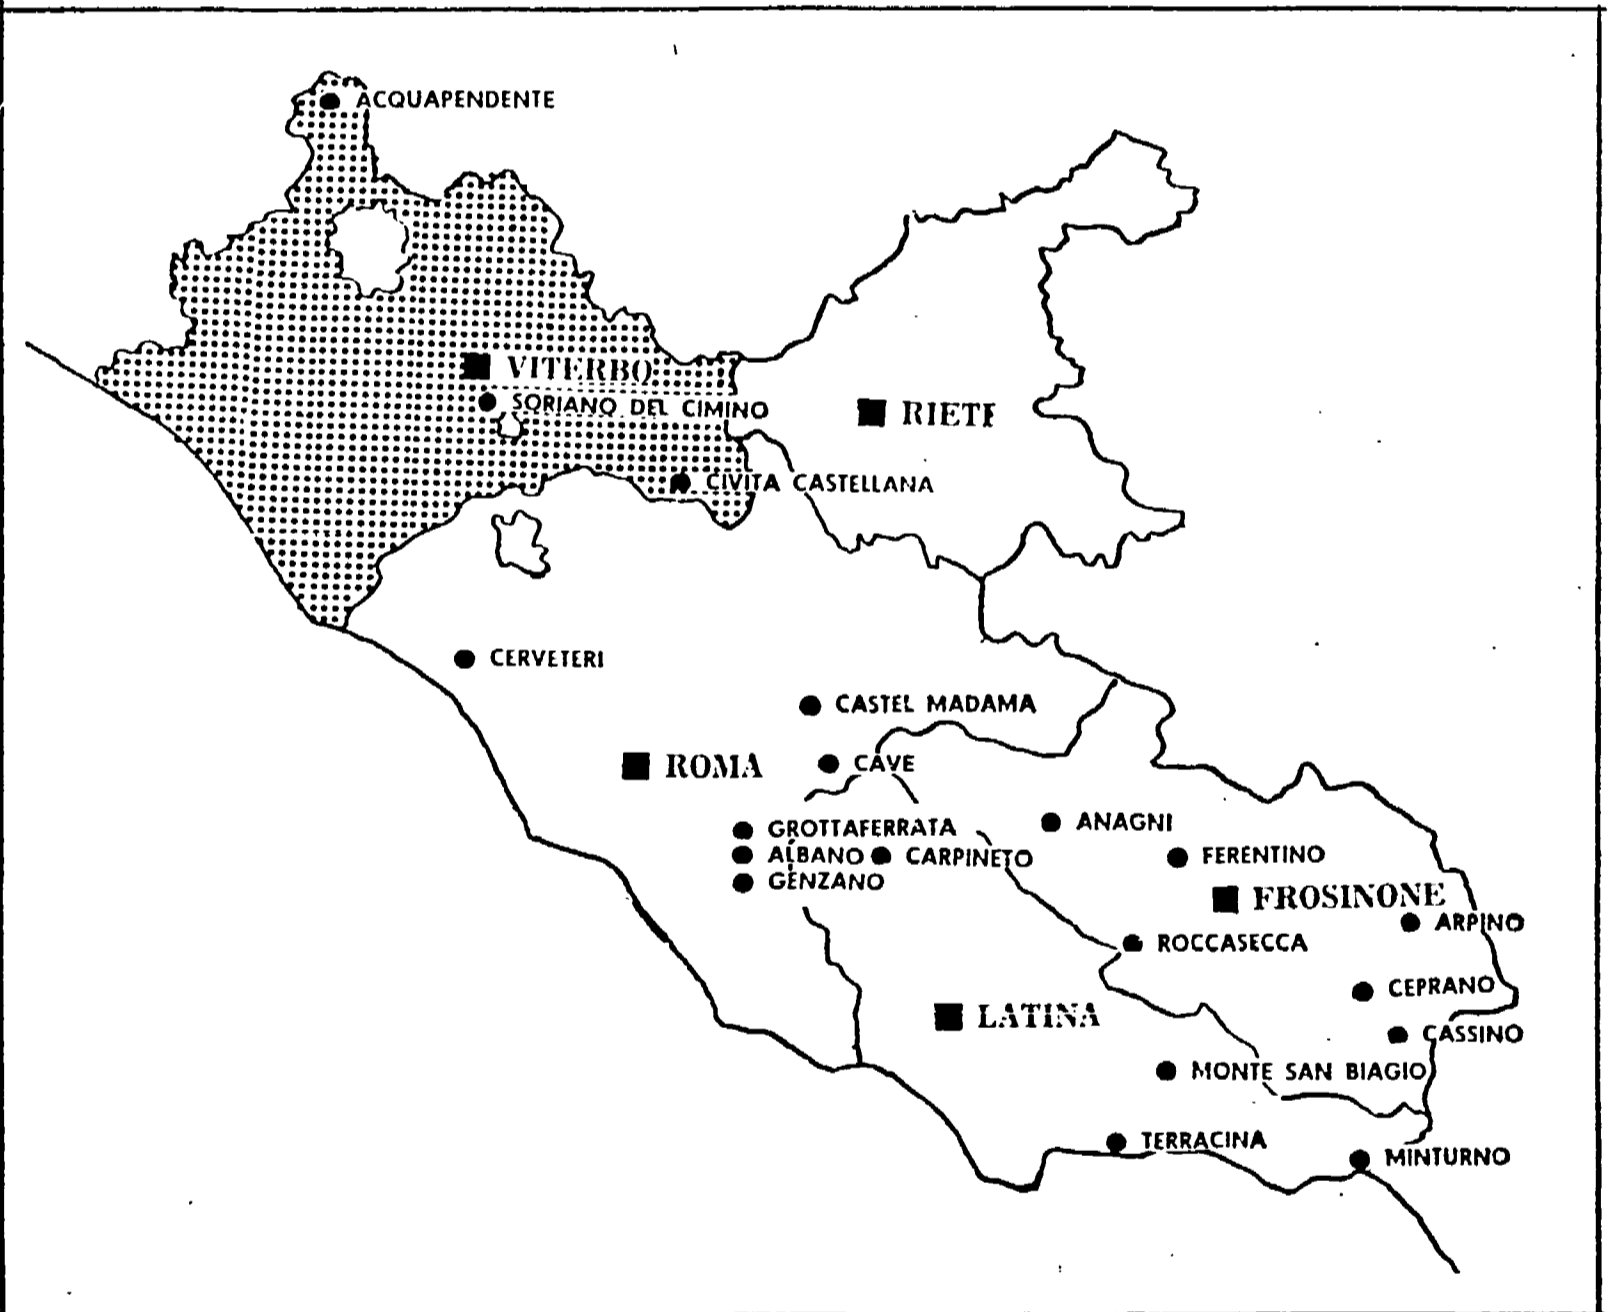 ACQUAPENDENTE
VITERBO
SORIANO DEL CIMINO
RIETI
CIVITA CASTELLANA
CERVETERI
CASTEL MADAMA
ROMA
CAVE
GROTTAFERRATA
ANAGNI
ALBANO
CARPINETO
FERENTINO
GENZANO
FROSINONE
ARPINO
ROCCASECCA
CEPRANO
LATINA
CASSINO
MONTE SAN BIAGIO
TERRACINA
MINTURNO